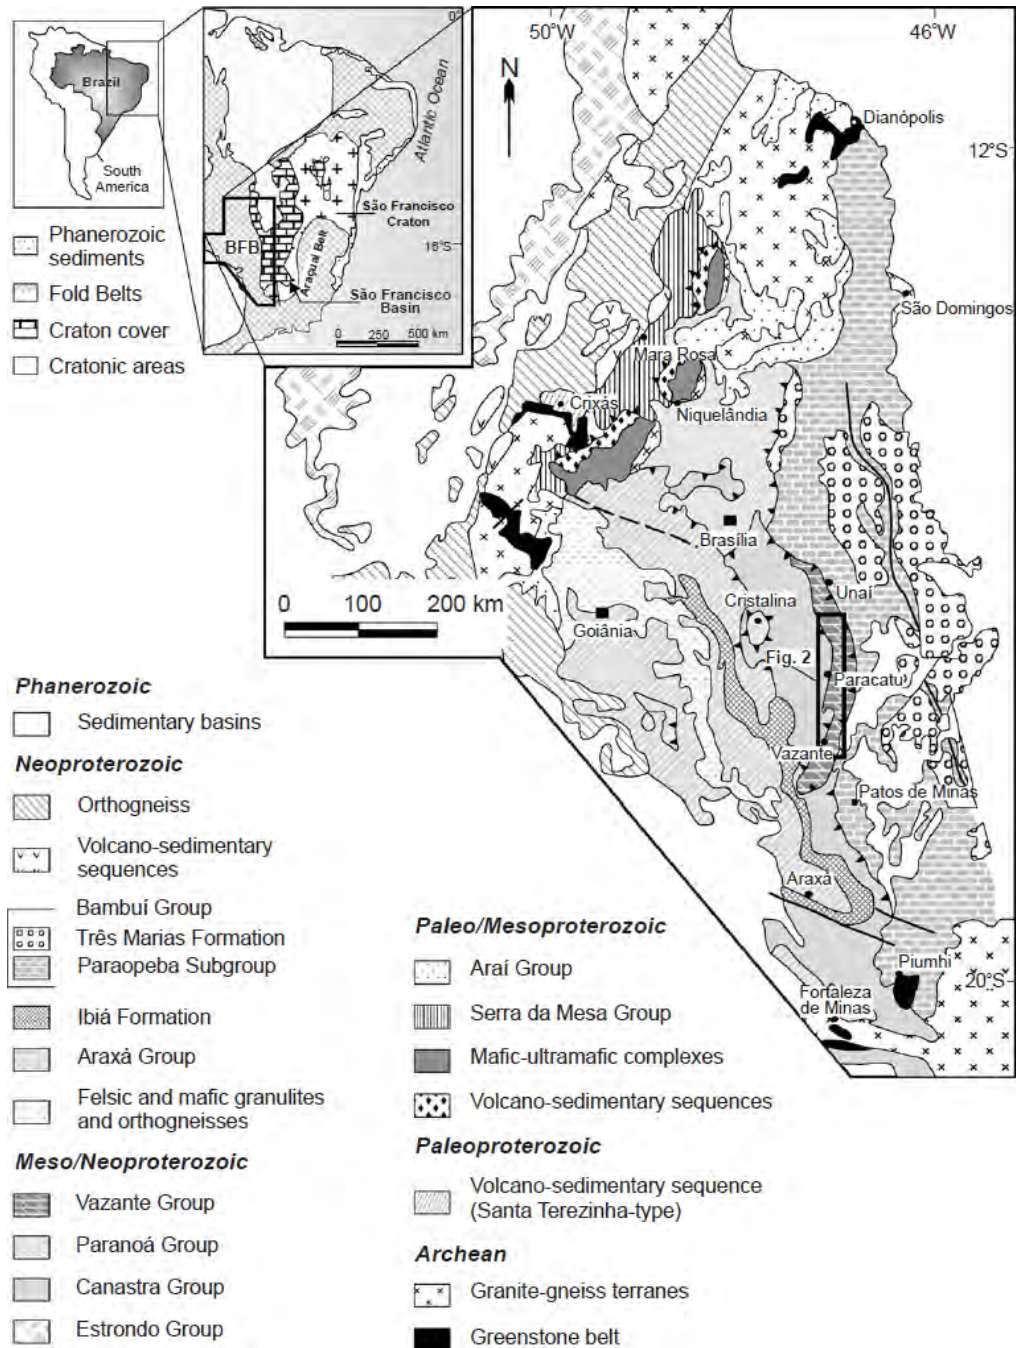 0°
50°W
46°W
Brazil
N
Atlantic Ocean
Dianópolis
12°S
South
America
São Francisco
Craton
Phanerozoic
sediments
BFB
Araçuaí Belt
16°S
Fold Belts
São Francisco
Basin
São Domingos
Craton cover
0 250 500 km
Mara Rosa
Cratonic areas
Crixás
Niquelândia
Brasília
Unaí
0 100 200 km
Cristalina
Goiânia
Fig. 2
Paracatu
Vazante
Patos de Minas
Araxá
Piumhi
20°S
Fortaleza
de Minas
Phanerozoic
Sedimentary basins
Neoproterozoic
Orthogneiss
Volcano-sedimentary
sequences
Bambuí Group
Três Marias Formation
Paraopeba Subgroup
Ibiá Formation
Araxá Group
Felsic and mafic granulites
and orthogneisses
Meso/Neoproterozoic
Vazante Group
Paranoá Group
Canastra Group
Estrondo Group
Paleo/Mesoproterozoic
Araí Group
Serra da Mesa Group
Mafic-ultramafic complexes
Volcano-sedimentary sequences
Paleoproterozoic
Volcano-sedimentary sequence
(Santa Terezinha-type)
Archean
Granite-gneiss terranes
Greenstone belt